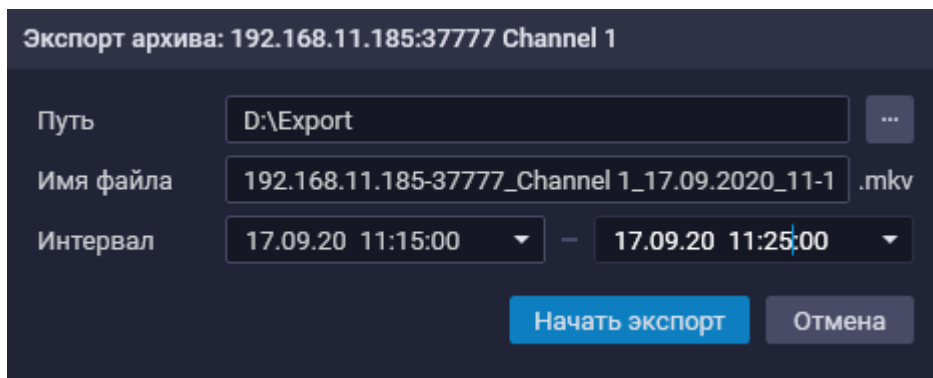 Экспорт архива: 192.168.11.185:37777 Channel 1
Путь D:\Export ...
Имя файла 192.168.11.185-37777_Channel 1_17.09.2020_11-1 .mkv
Интервал 17.09.20 11:15:00 – 17.09.20 11:25:00
Начать экспорт Отмена